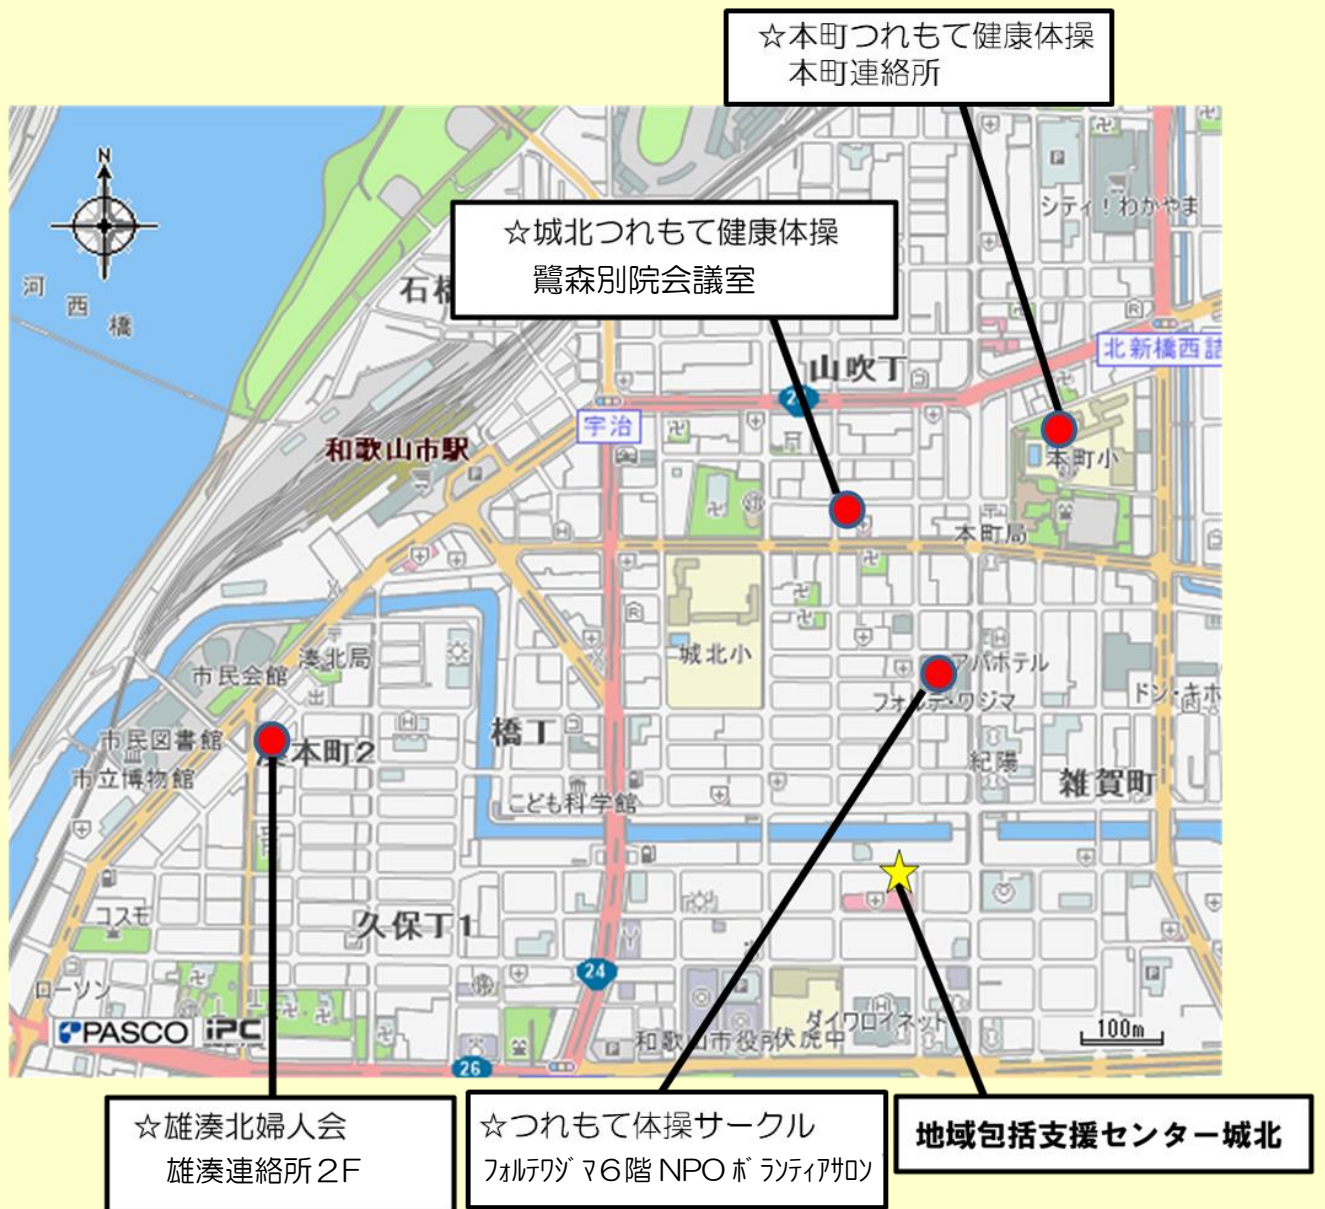 ☆本町つれもて健康体操
本町連絡所
N
シティ!わかやま
☆城北つれもて健康体操
鷺森別院会議室
河西橋
山吹丁
北新橋西詰
宇治
和歌山市駅
本町小
本町局
城北小
湊北局
市民会館
アパホテル
フォルテ・ワジマ
ドン・キホ
橋丁
本町2
市民図書館
市立博物館
紀陽
雑賀町
こども科学館
久保丁1
コスモ
ローソン
24
PASCO
iPC
和歌山市役所
伏虎中
ダイワロイネット
100m
26
☆雄湊北婦人会
雄湊連絡所2F
☆つれもて体操サークル
フォルテワジマ6階 NPO ボランティアサロン
地域包括支援センター城北